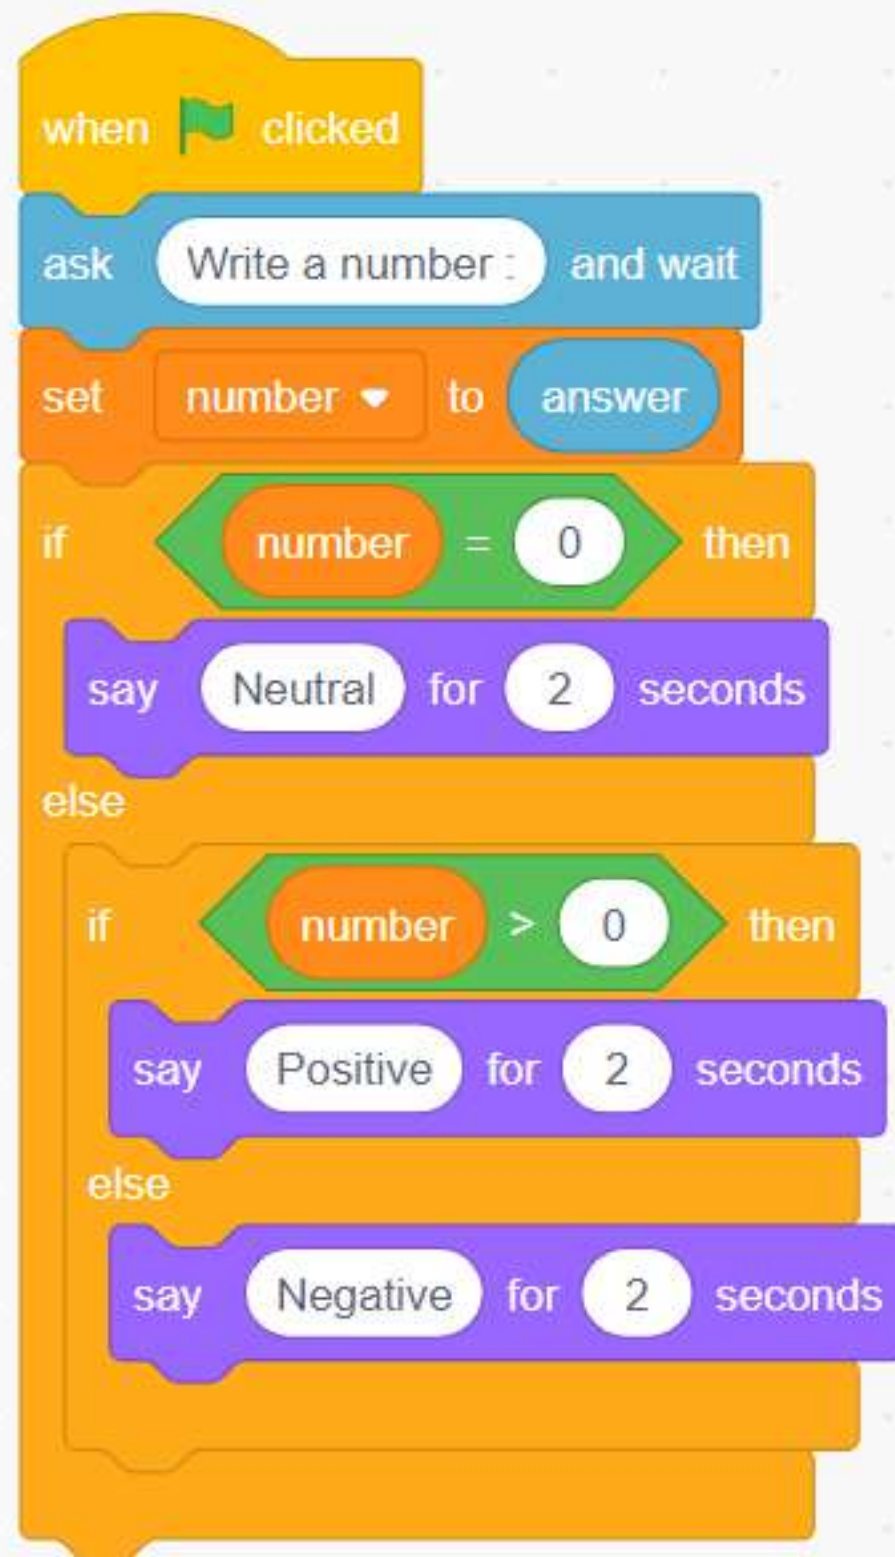 when clicked
ask Write a number : and wait
set number to answer
if number = 0 then
say Neutral for 2 seconds
else
if number > 0 then
say Positive for 2 seconds
else
say Negative for 2 seconds